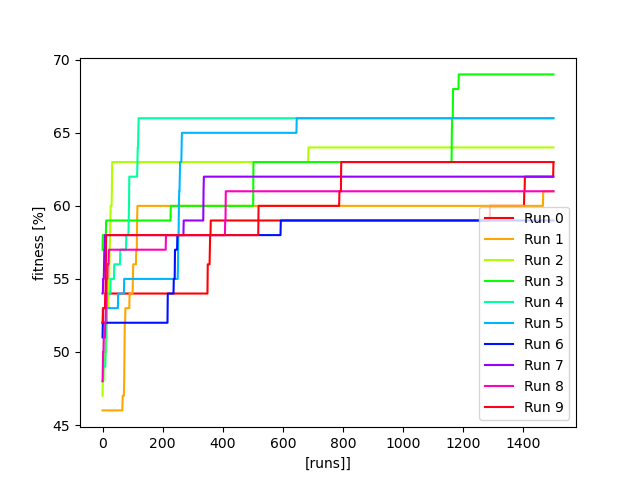 70
65
60
55
50
45
fitness [%]
0
200
400
600
800
1000
1200
1400
[runs]]
Run 0
Run 1
Run 2
Run 3
Run 4
Run 5
Run 6
Run 7
Run 8
Run 9